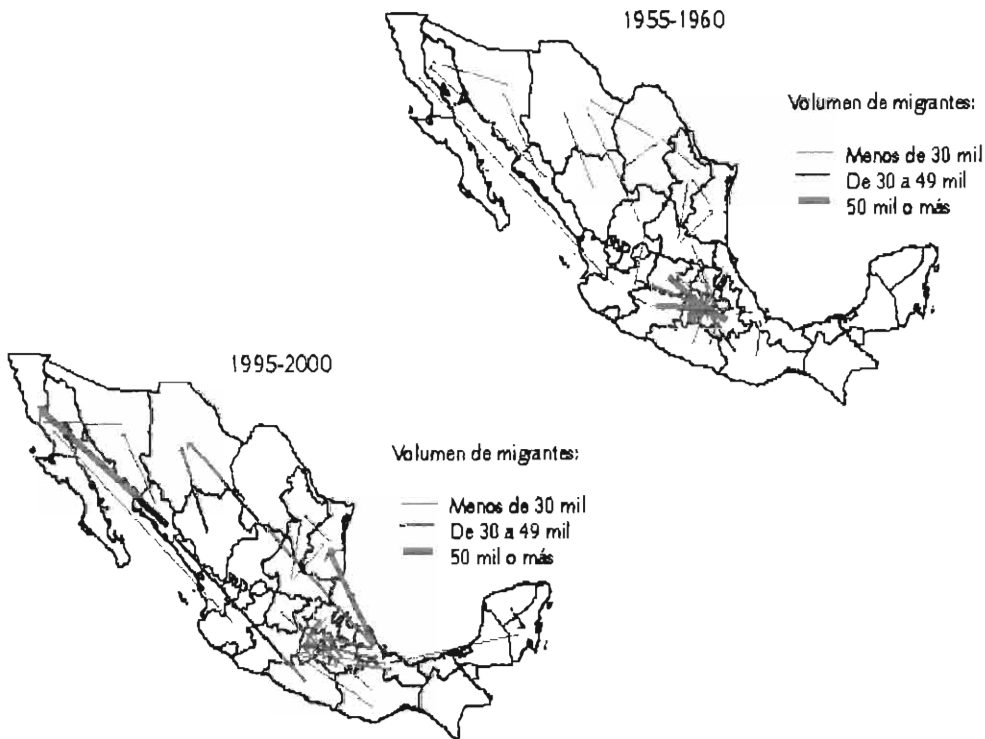 1955-1960
Volumen de migrantes:
Menos de 30 mil
De 30 a 49 mil
50 mil o más
1995-2000
Volumen de migrantes:
Menos de 30 mil
De 30 a 49 mil
50 mil o más